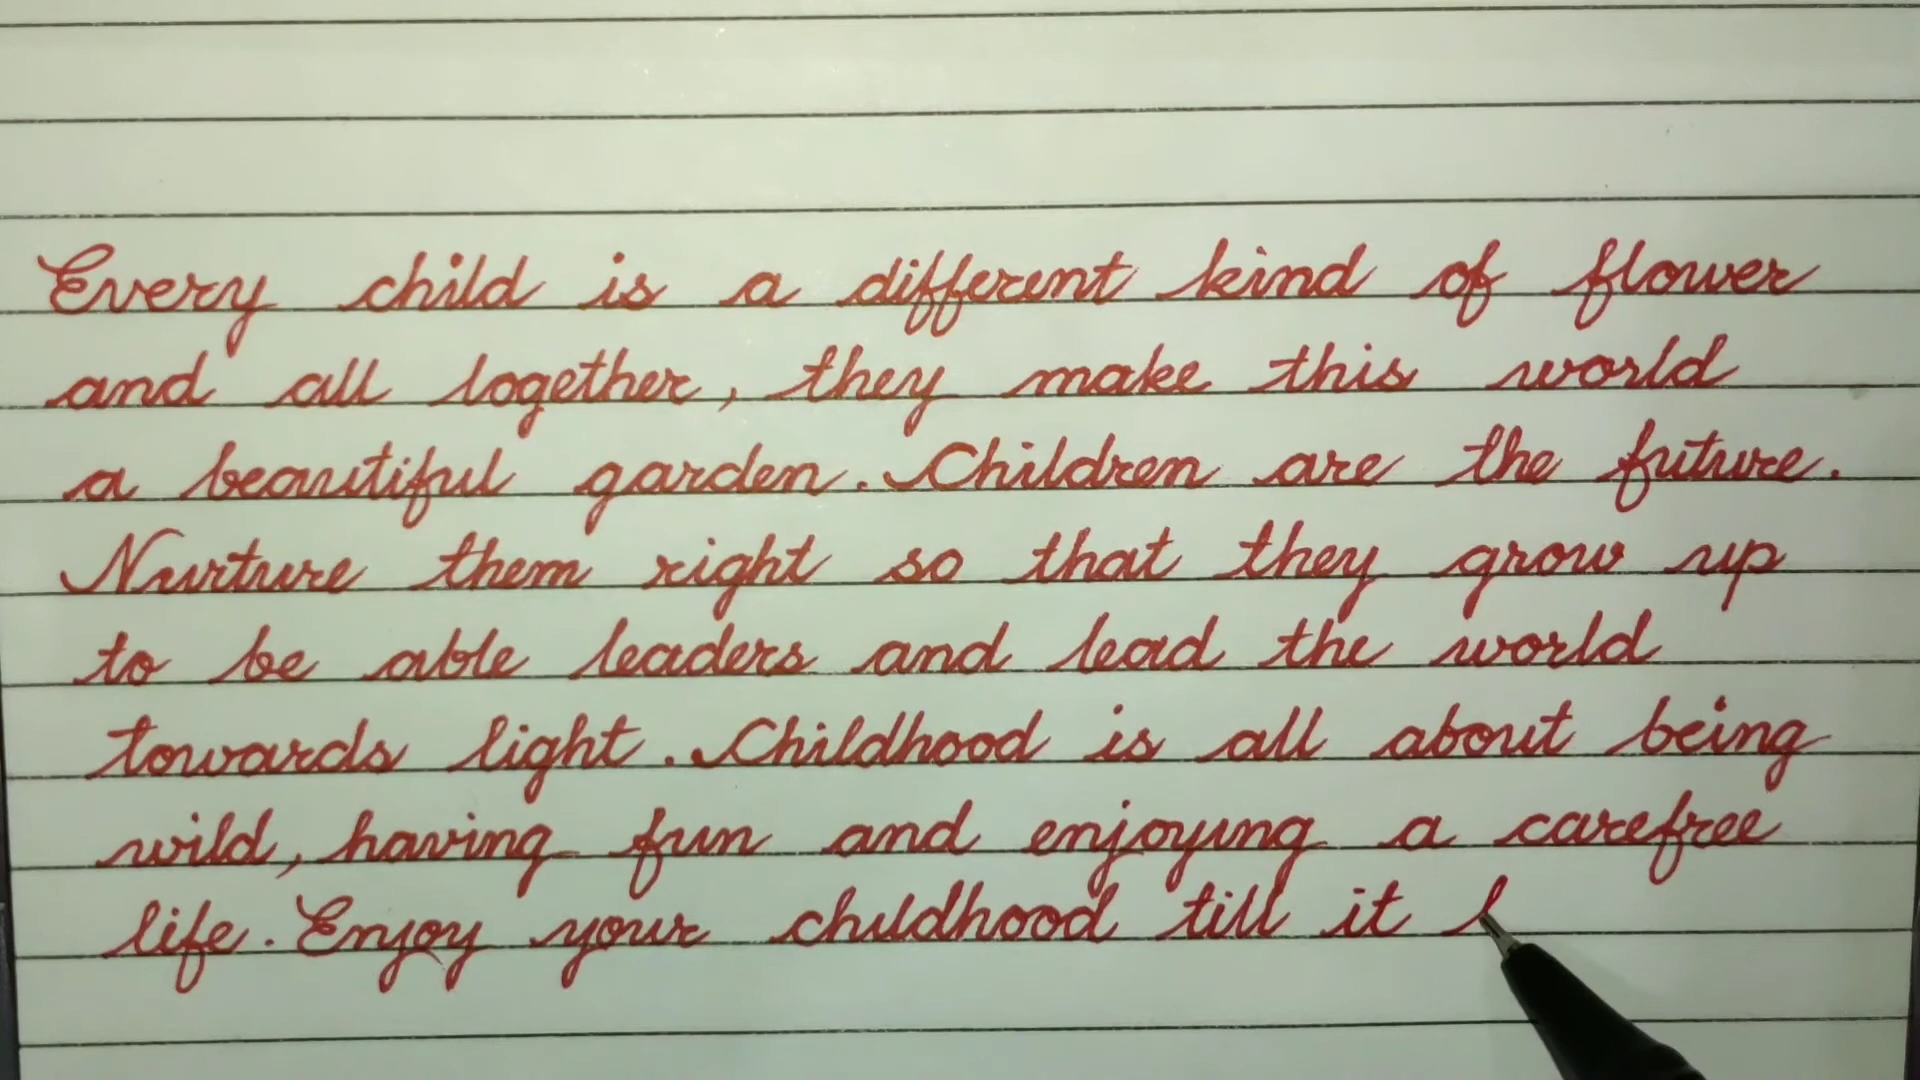 Every child is a different kind of flower
and all together, they make this world
a beautiful garden. Children are the future.
Nurture them right so that they grow up
to be able leaders and lead the world
towards light. Childhood is all about being
wild, having fun and enjoying a carefree
life. Enjoy your childhood till it